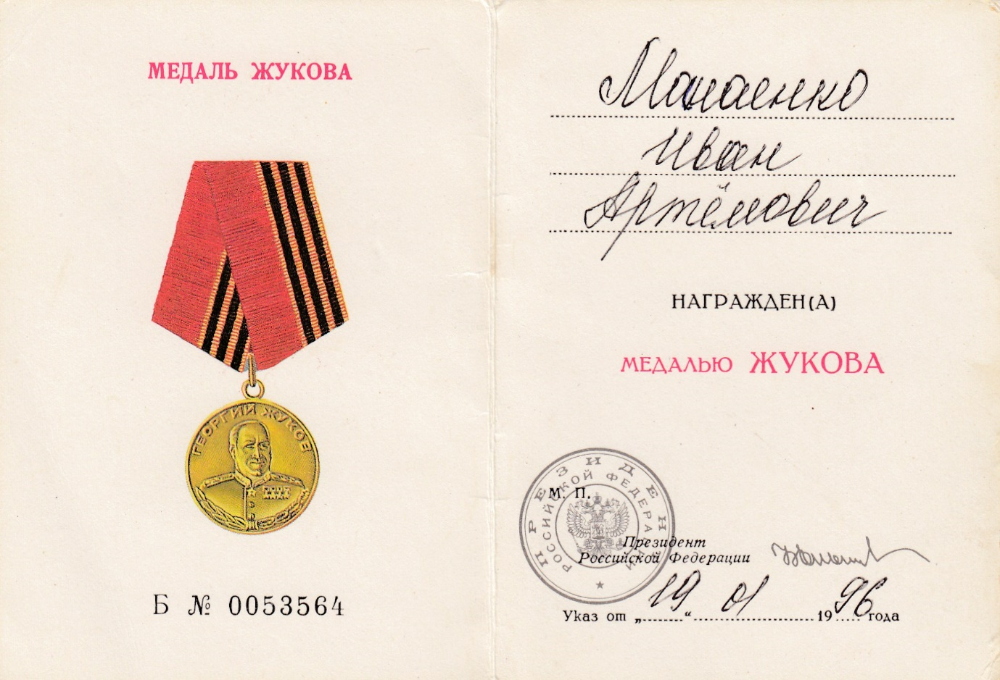 МЕДАЛЬ ЖУКОВА
ГЕОРГИЙ ЖУКОВ
Б № 0053564
Манаенко
Иван
Артёмович
НАГРАЖДЕН(А)
МЕДАЛЬЮ ЖУКОВА
ПРЕЗИДЕНТ
РОССИЙСКОЙ ФЕДЕРАЦИИ
М. П.
Президент
Российской Федерации
Указ от „19“ 01 1996 года